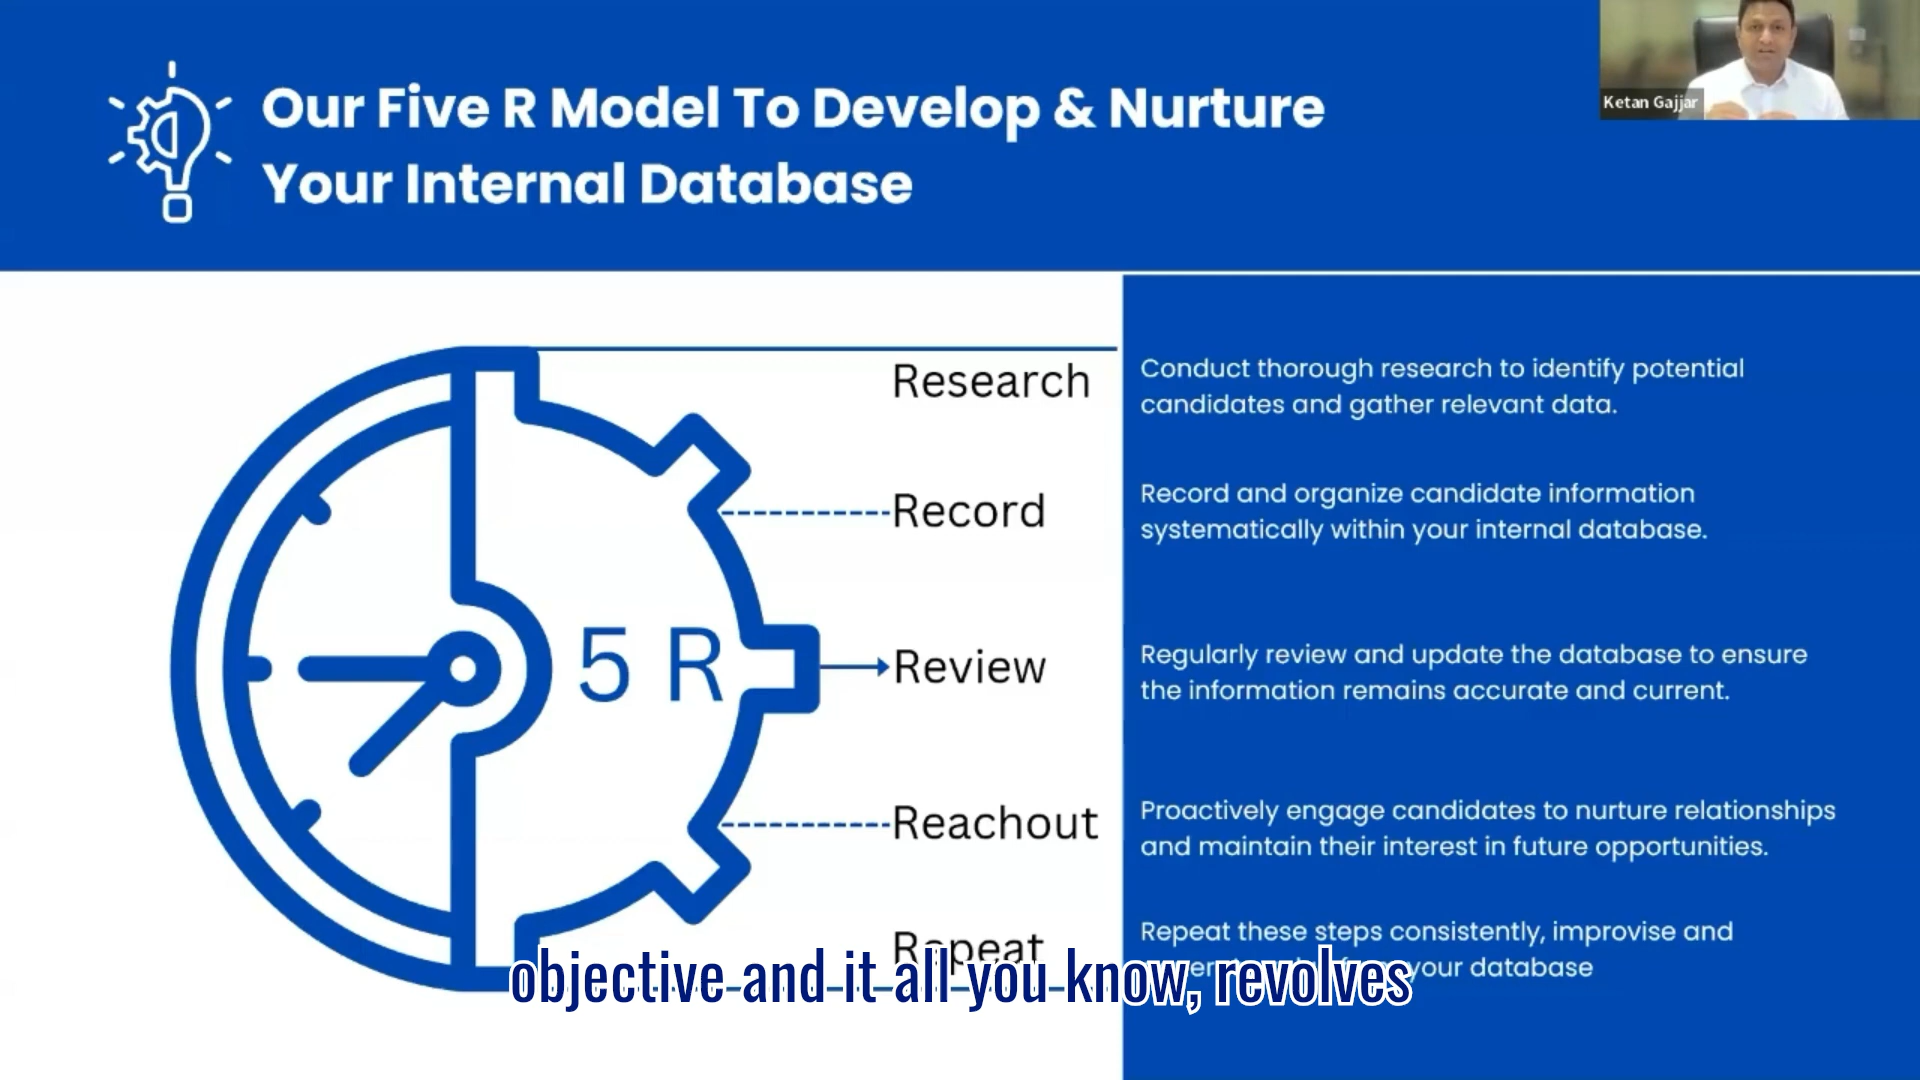 Our Five R Model To Develop & Nurture
Your Internal Database
Ketan Gajjar
Research
Conduct thorough research to identify potential
candidates and gather relevant data.
Record
Record and organize candidate information
systematically within your internal database.
5 R
Review
Regularly review and update the database to ensure
the information remains accurate and current.
Reachout
Proactively engage candidates to nurture relationships
and maintain their interest in future opportunities.
Repeat
Repeat these steps consistently, improvise and
your database
objective and it all you know, revolves